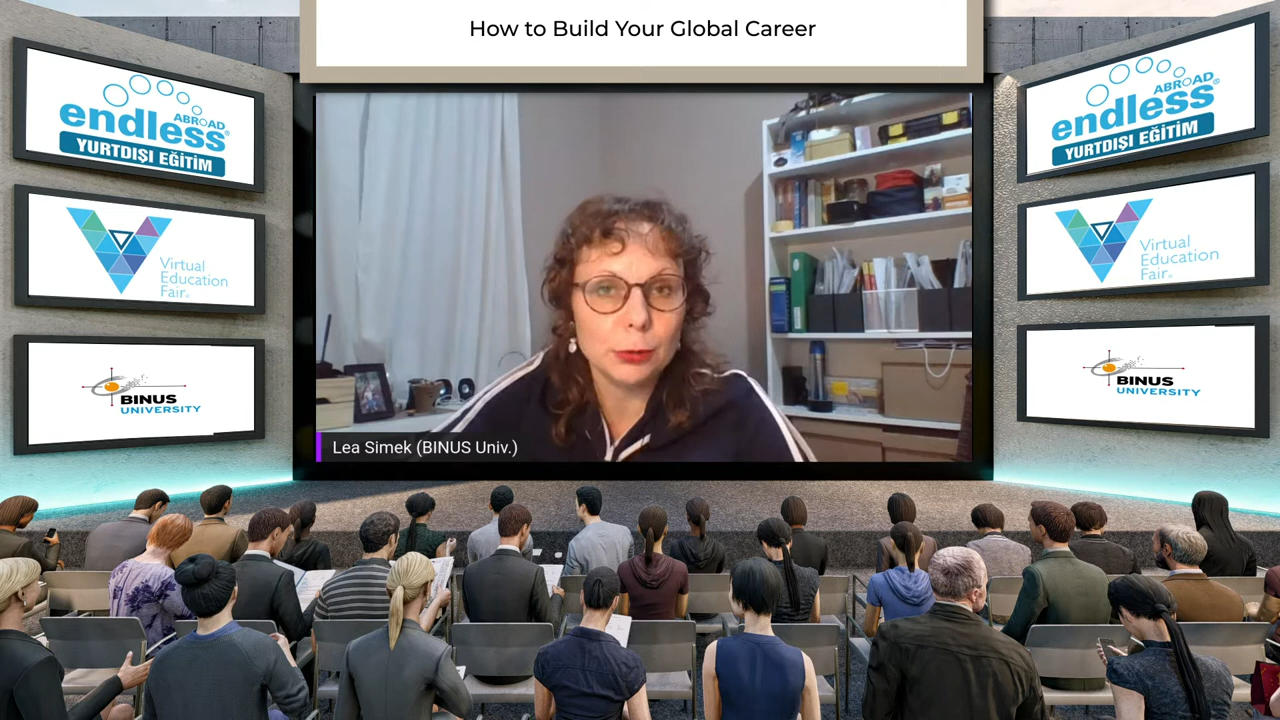 How to Build Your Global Career
ABROAD
endless®
YURTDIŞI EĞİTİM
Virtual
Education
Fair®
BINUS
UNIVERSITY
Lea Simek (BINUS Univ.)
ABROAD
endless®
YURTDIŞI EĞİTİM
Virtual
Education
Fair®
BINUS
UNIVERSITY